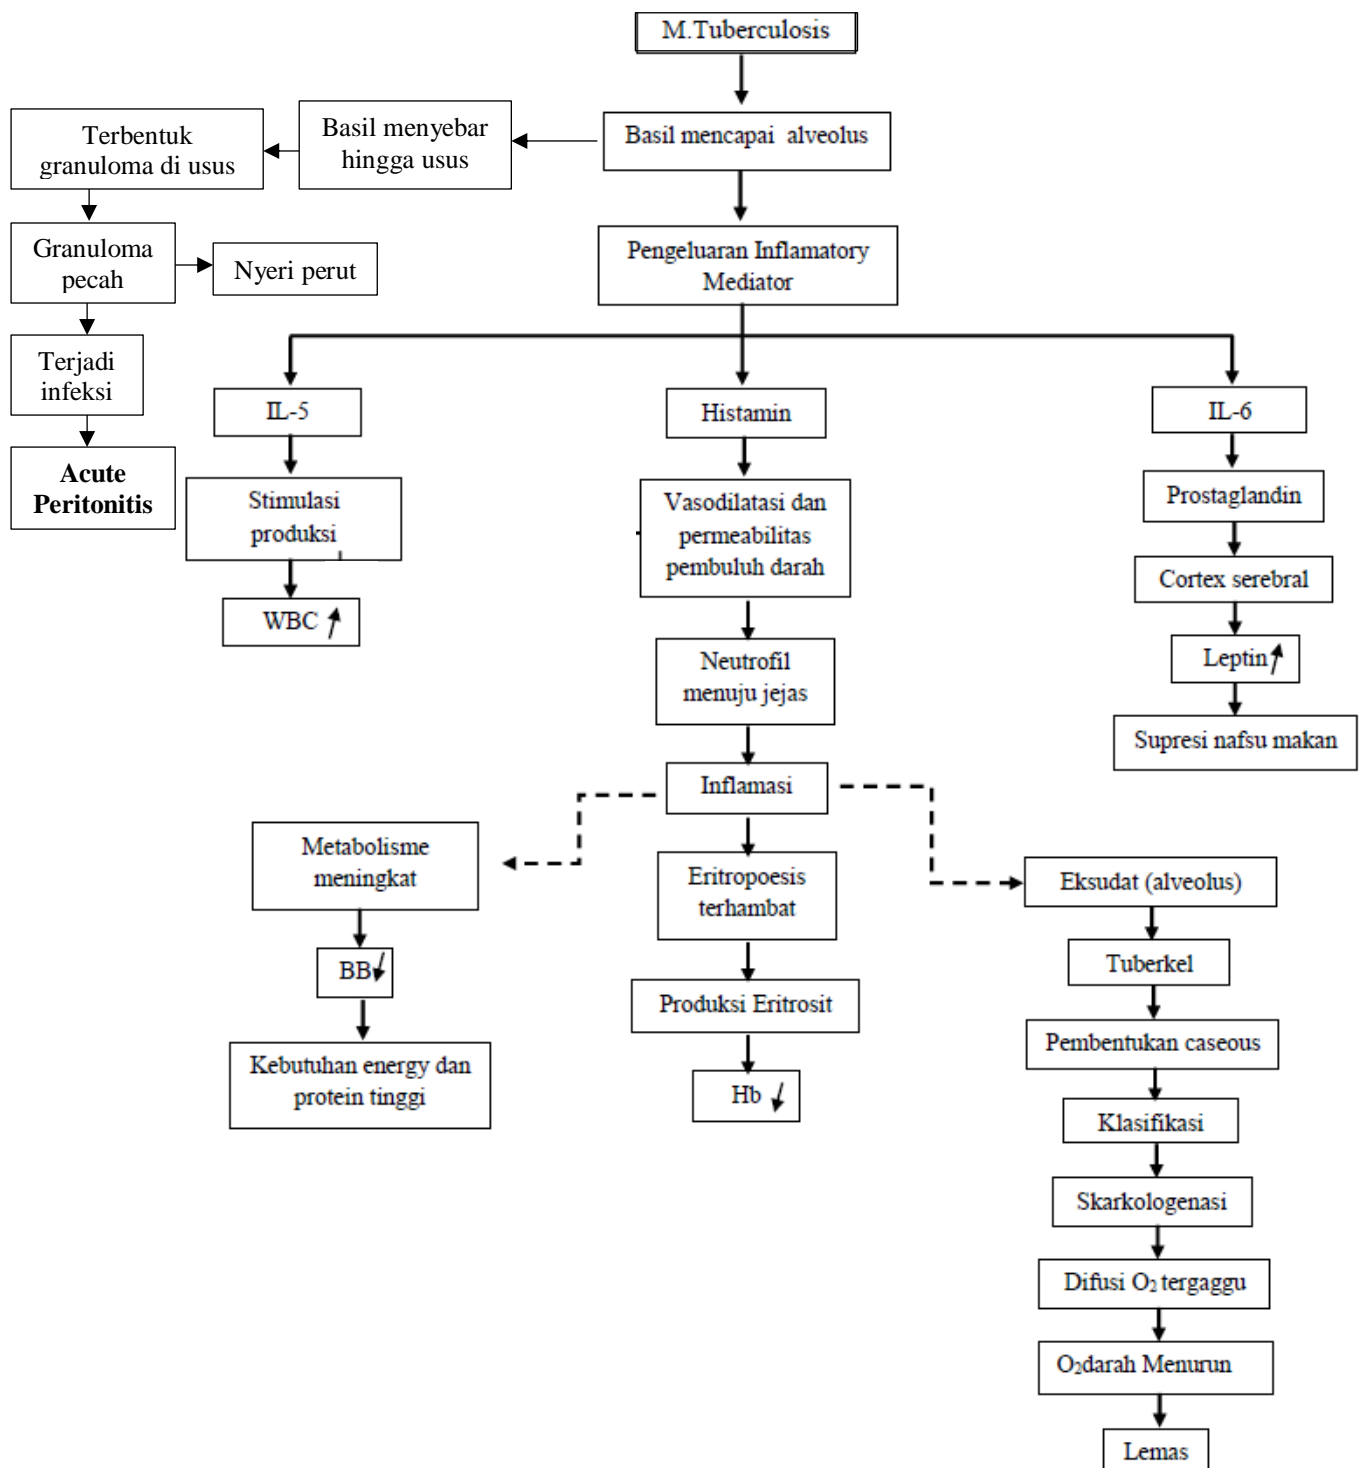 M.Tuberculosis
Basil mencapai alveolus
Basil menyebar
hingga usus
Terbentuk
granuloma di usus
Granuloma
pecah
Nyeri perut
Terjadi
infeksi
Acute
Peritonitis
Pengeluaran Inflamatory
Mediator
IL-5
Stimulasi
produksi
WBC
Histamin
Vasodilatasi dan
permeabilitas
pembuluh darah
Neutrofil
menuju jejas
Inflamasi
IL-6
Prostaglandin
Cortex serebral
Leptin
Supresi nafsu makan
Metabolisme
meningkat
BB
Kebutuhan energy dan
protein tinggi
Eritropoesis
terhambat
Produksi Eritrosit
Hb
Eksudat (alveolus)
Tuberkel
Pembentukan caseous
Klasifikasi
Skarkologenasi
Difusi O₂ tergaggu
O₂darah Menurun
Lemas